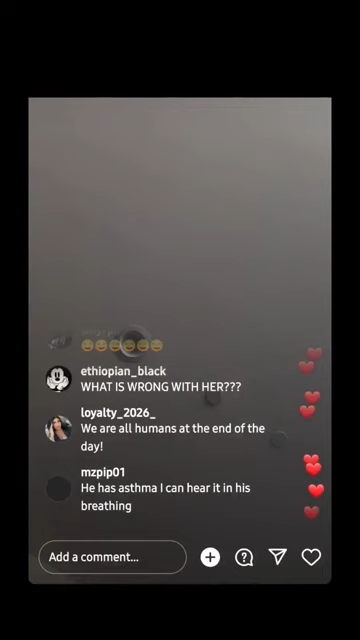 😂😂😂😂😂😂
ethiopian_black
WHAT IS WRONG WITH HER???
loyalty_2026_
We are all humans at the end of the
day!
mzpip01
He has asthma I can hear it in his
breathing
Add a comment...